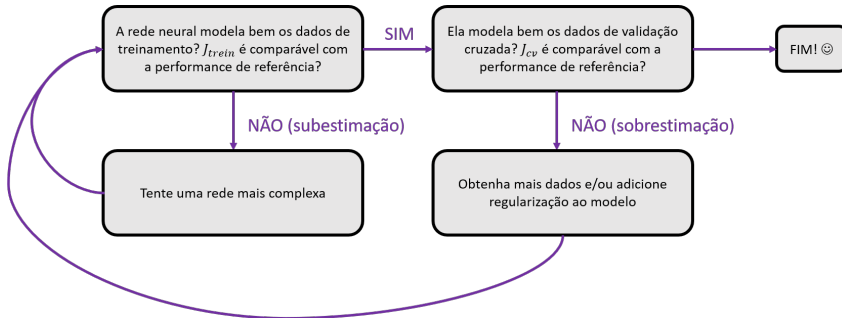 A rede neural modela bem os dados de
treinamento? J_trein é comparável com
a performance de referência?
SIM
Ela modela bem os dados de validação
cruzada? J_cv é comparável com a
performance de referência?
FIM! ☺
NÃO (subestimação)
NÃO (sobrestimação)
Tente uma rede mais complexa
Obtenha mais dados e/ou adicione
regularização ao modelo